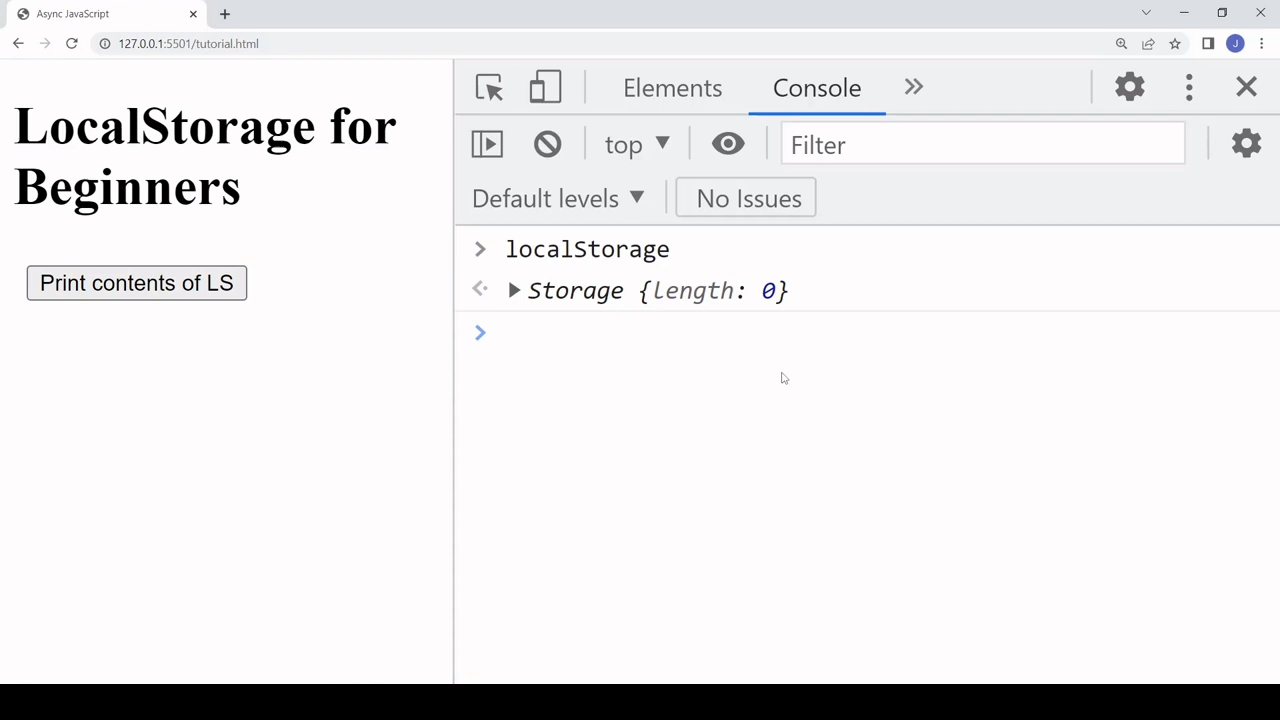 Async JavaScript
127.0.0.1:5501/tutorial.html
J
LocalStorage for
Beginners
Print contents of LS
Elements
Console
top
Filter
Default levels
No Issues
localStorage
Storage {length: 0}